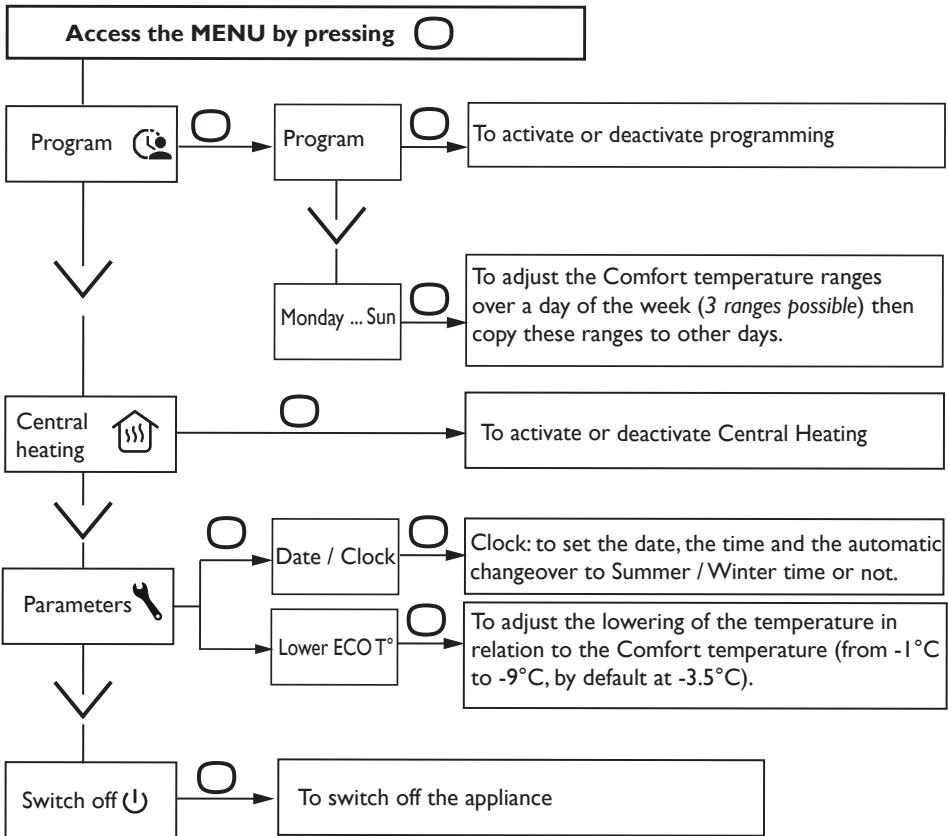 Access the MENU by pressing
Program
Program
To activate or deactivate programming
Monday ... Sun
To adjust the Comfort temperature ranges
over a day of the week (3 ranges possible) then
copy these ranges to other days.
Central
heating
To activate or deactivate Central Heating
Parameters
Date / Clock
Clock: to set the date, the time and the automatic
changeover to Summer / Winter time or not.
Lower ECO T°
To adjust the lowering of the temperature in
relation to the Comfort temperature (from -1°C
to -9°C, by default at -3.5°C).
Switch off
To switch off the appliance